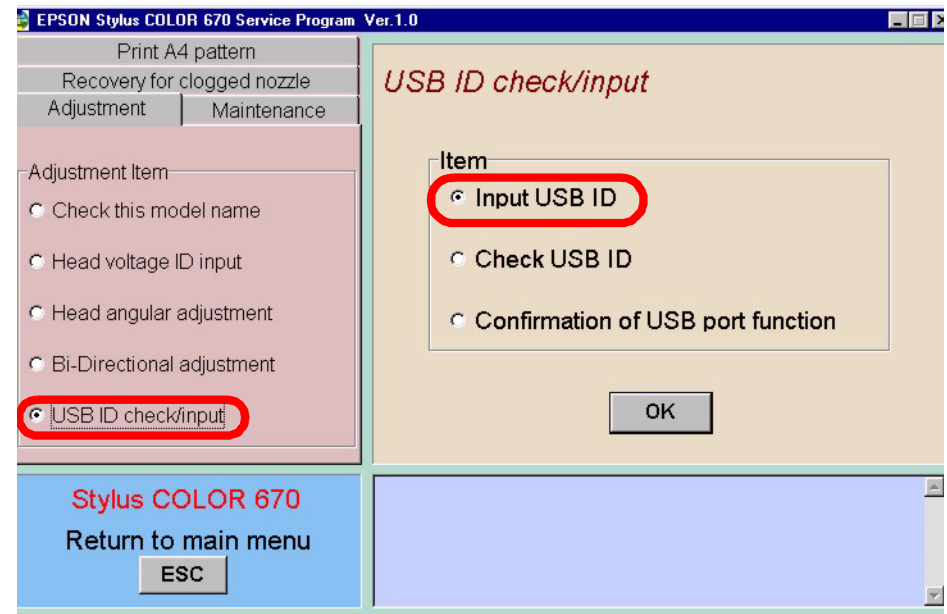 EPSON Stylus COLOR 670 Service Program Ver.1.0
Print A4 pattern
Recovery for clogged nozzle
Adjustment
Maintenance
Adjustment Item
Check this model name
Head voltage ID input
Head angular adjustment
Bi-Directional adjustment
USB ID check/input
USB ID check/input
Item
Input USB ID
Check USB ID
Confirmation of USB port function
OK
Stylus COLOR 670
Return to main menu
ESC